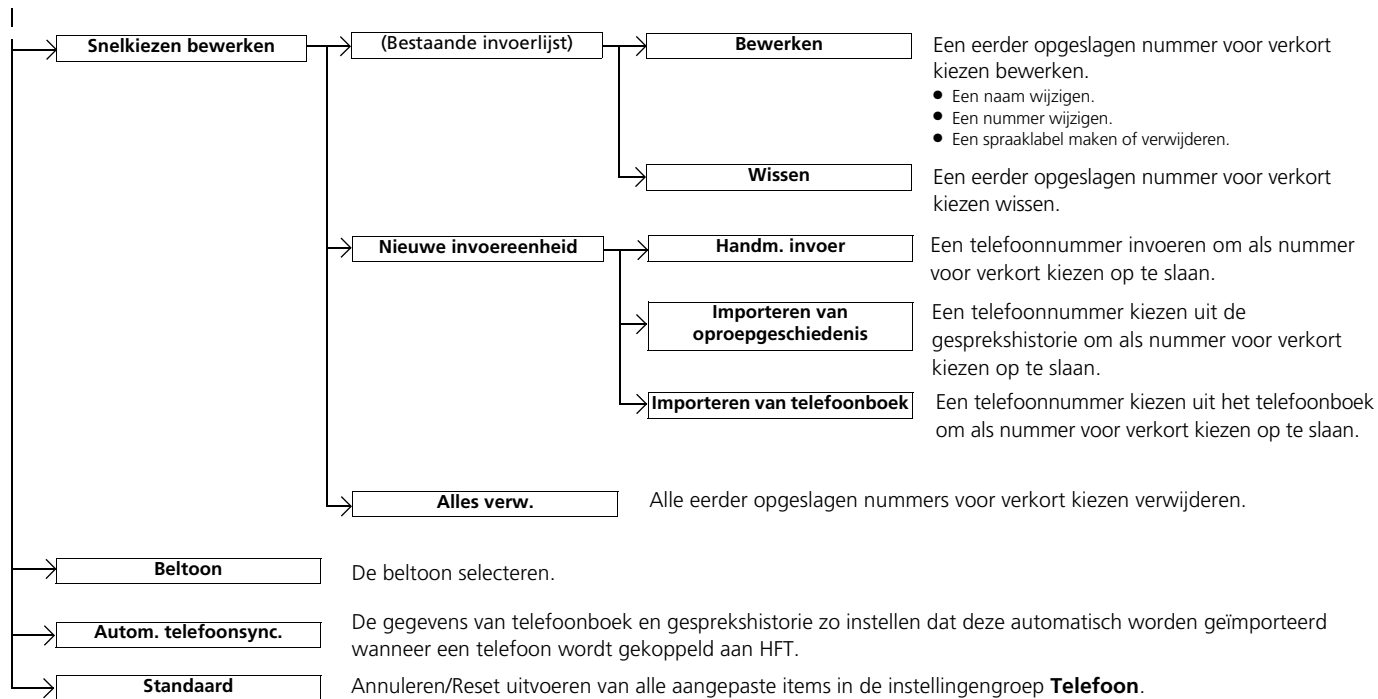 Snelkiezen bewerken
(Bestaande invoerlijst)
Bewerken
Een eerder opgeslagen nummer voor verkort
kiezen bewerken.
● Een naam wijzigen.
● Een nummer wijzigen.
● Een spraaklabel maken of verwijderen.
Wissen
Een eerder opgeslagen nummer voor verkort
kiezen wissen.
Nieuwe invoereenheid
Handm. invoer
Een telefoonnummer invoeren om als nummer
voor verkort kiezen op te slaan.
Importeren van
oproepgeschiedenis
Een telefoonnummer kiezen uit de
gesprekshistorie om als nummer voor verkort
kiezen op te slaan.
Importeren van telefoonboek
Een telefoonnummer kiezen uit het telefoonboek
om als nummer voor verkort kiezen op te slaan.
Alles verw.
Alle eerder opgeslagen nummers voor verkort kiezen verwijderen.
Beltoon
De beltoon selecteren.
Autom. telefoonsync.
De gegevens van telefoonboek en gesprekshistorie zo instellen dat deze automatisch worden geïmporteerd
wanneer een telefoon wordt gekoppeld aan HFT.
Standaard
Annuleren/Reset uitvoeren van alle aangepaste items in de instellingengroep Telefoon.